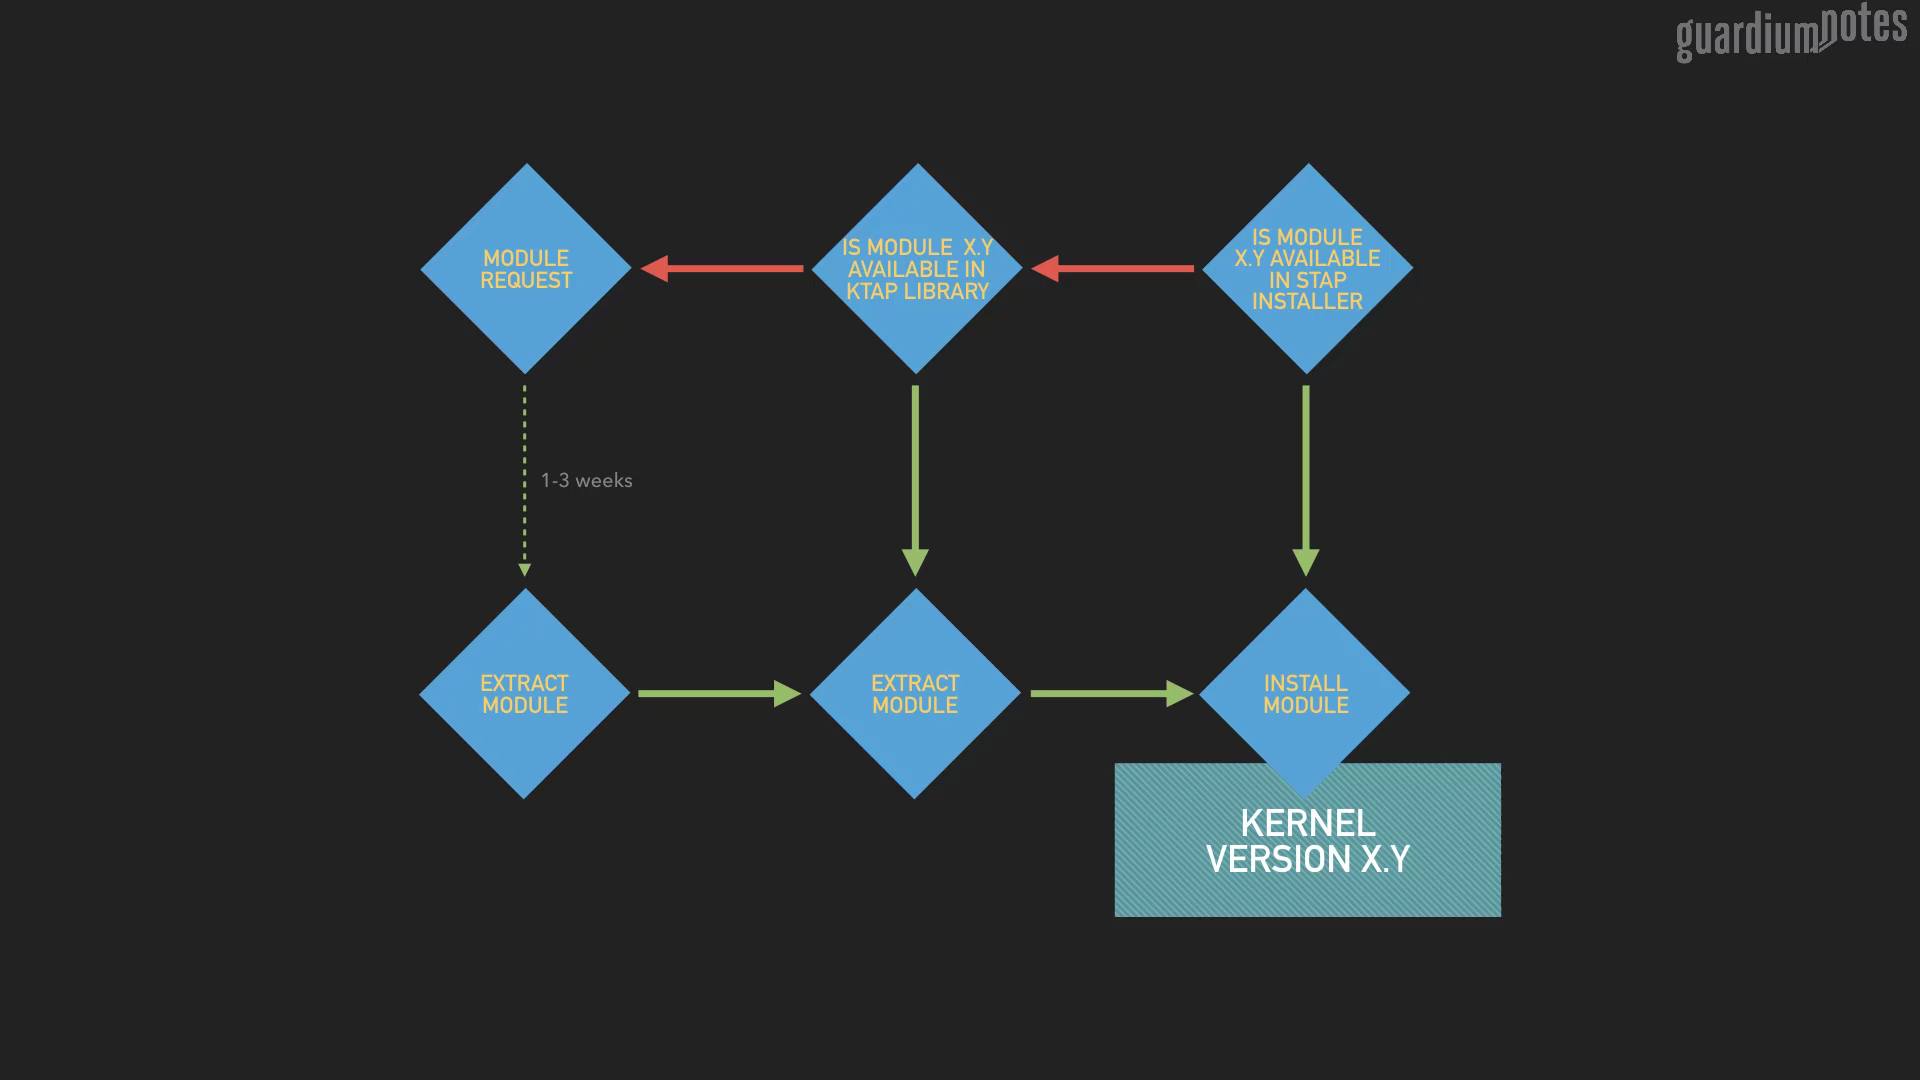 guardiumnotes
MODULE
REQUEST
IS MODULE X.Y
AVAILABLE IN
KTAP LIBRARY
IS MODULE
X.Y AVAILABLE
IN STAP
INSTALLER
1-3 weeks
EXTRACT
MODULE
EXTRACT
MODULE
INSTALL
MODULE
KERNEL
VERSION X.Y